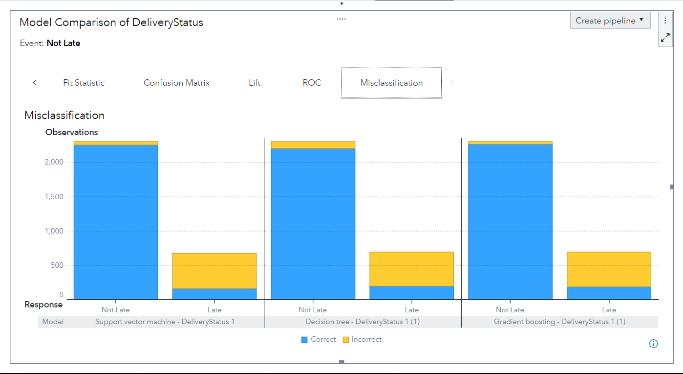 Model Comparison of DeliveryStatus
Create pipeline
Event: Not Late
Fit Statistic Confusion Matrix Lift ROC Misclassification
Misclassification
Observations
2,000
1,500
1,000
500
0
Response
Not Late Late Not Late Late Not Late Late
Model Support vector machine - DeliveryStatus 1 Decision tree - DeliveryStatus 1 (1) Gradient boosting - DeliveryStatus 1 (1)
Correct Incorrect